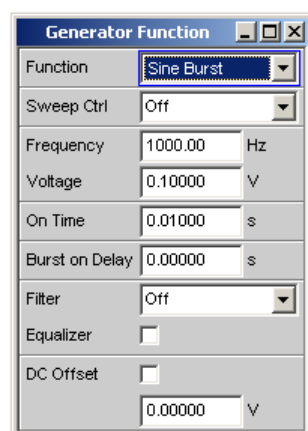 Generator Function
Function Sine Burst
Sweep Ctrl Off
Frequency 1000.00 Hz
Voltage 0.10000 V
On Time 0.01000 s
Burst on Delay 0.00000 s
Filter Off
Equalizer
DC Offset
0.00000 V